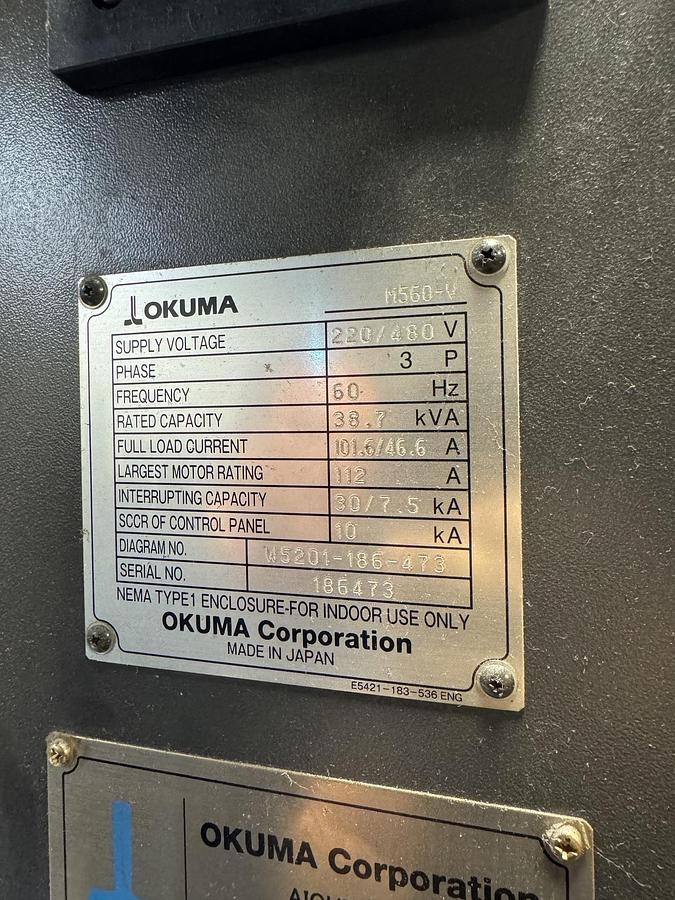 OKUMA M560-V
SUPPLY VOLTAGE 220/480 V
PHASE 3 P
FREQUENCY 60 Hz
RATED CAPACITY 38.7 kVA
FULL LOAD CURRENT 101.6/46.6 A
LARGEST MOTOR RATING 112 A
INTERRUPTING CAPACITY 30/7.5 kA
SCCR OF CONTROL PANEL 10 kA
DIAGRAM NO. W5201-186-473
SERIAL NO. 186473
NEMA TYPE1 ENCLOSURE-FOR INDOOR USE ONLY
OKUMA Corporation
MADE IN JAPAN
E5421-183-536 ENG
OKUMA Corporation